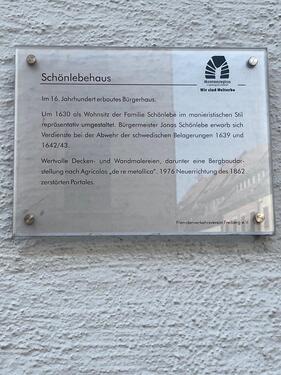 Schönlebehaus
Montanregion
Wir sind Welterbe
Im 16. Jahrhundert erbautes Bürgerhaus.
Um 1630 als Wohnsitz der Familie Schönlebe im manieristischen Stil
repräsentativ umgestaltet. Bürgermeister Jonas Schönlebe erwarb sich
Verdienste bei der Abwehr der schwedischen Belagerungen 1639 und
1642/43.
Wertvolle Decken- und Wandmalereien, darunter eine Bergbaudar-
stellung nach Agricolas „de re metallica". 1976 Neuerrichtung des 1862
zerstörten Portales.
Fremdenverkehrsverein Freiberg e.V.